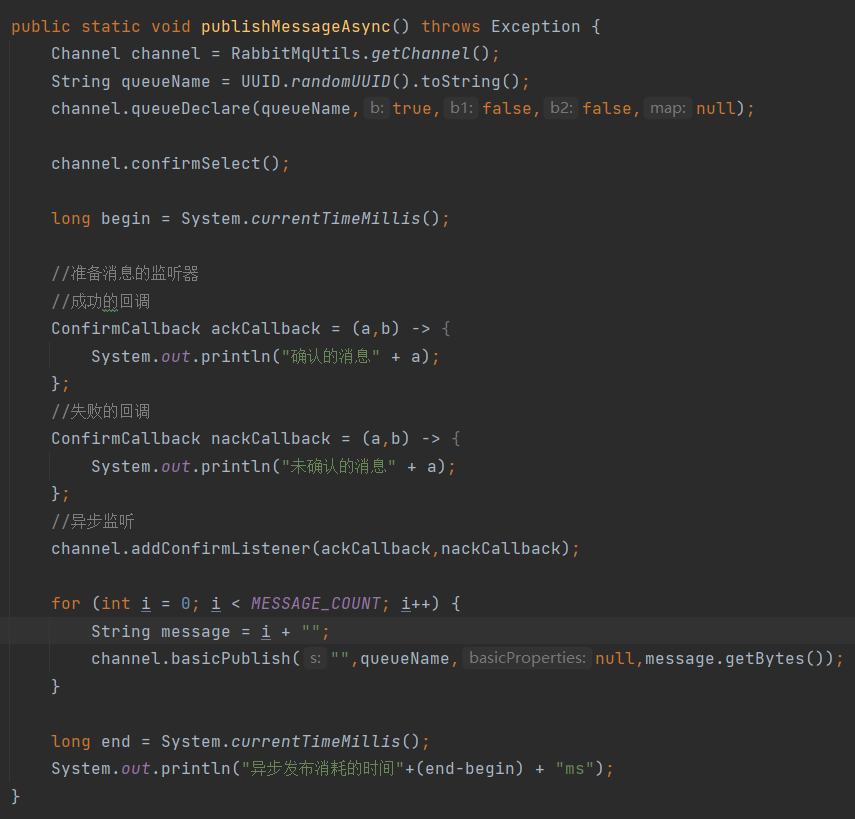 public static void publishMessageAsync() throws Exception {
    Channel channel = RabbitMqUtils.getChannel();
    String queueName = UUID.randomUUID().toString();
    channel.queueDeclare(queueName, b: true, b1: false, b2: false, map: null);
    channel.confirmSelect();
    long begin = System.currentTimeMillis();
    //准备消息的监听器
    //成功的回调
    ConfirmCallback ackCallback = (a,b) -> {
        System.out.println("确认的消息" + a);
    };
    //失败的回调
    ConfirmCallback nackCallback = (a,b) -> {
        System.out.println("未确认的消息" + a);
    };
    //异步监听
    channel.addConfirmListener(ackCallback,nackCallback);
    for (int i = 0; i < MESSAGE_COUNT; i++) {
        String message = i + "";
        channel.basicPublish( s: "",queueName, basicProperties: null,message.getBytes());
    }
    long end = System.currentTimeMillis();
    System.out.println("异步发布消耗的时间"+(end-begin) + "ms");
}